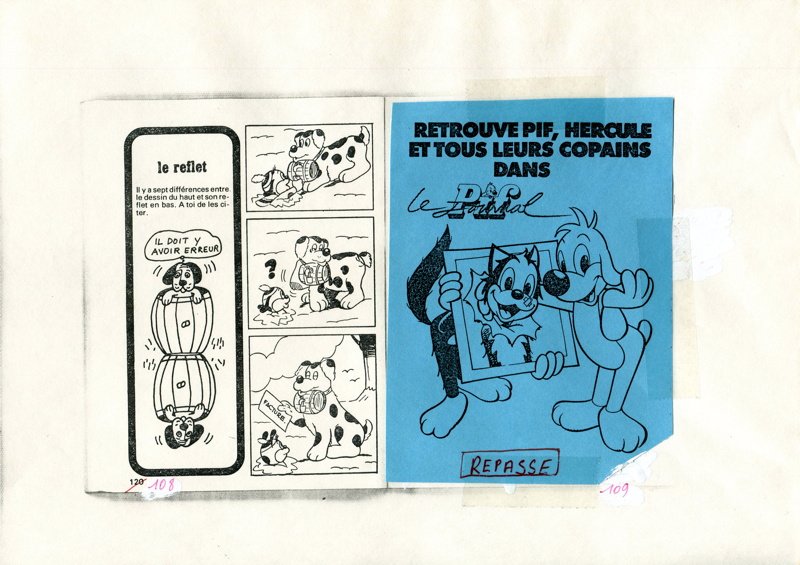 le reflet
Il y a sept différences entre
le dessin du haut et son re-
flet en bas. A toi de les ci-
ter.
IL DOIT Y
AVOIR ERREUR
?
FACTURE
120
108
RETROUVE PIF, HERCULE
ET TOUS LEURS COPAINS
DANS
le Pif
Journal
REPASSE
109